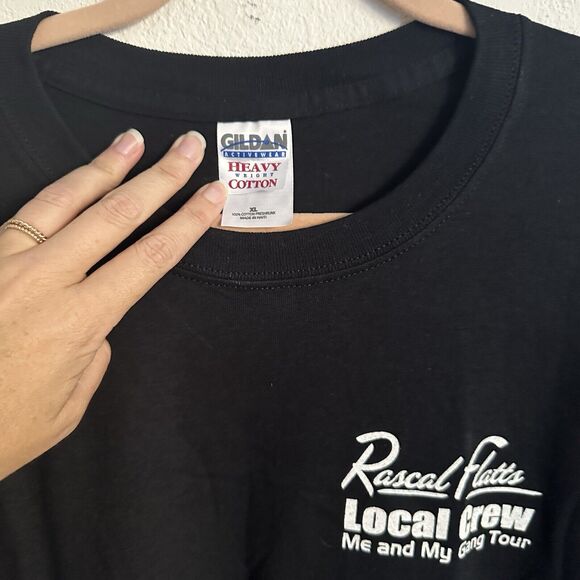 GILDAN
ACTIVEWEAR
HEAVY
WEIGHT
COTTON
XL
100% COTTON PRESHRUNK
MADE IN HAITI
Rascal Flatts
Local Crew
Me and My Gang Tour